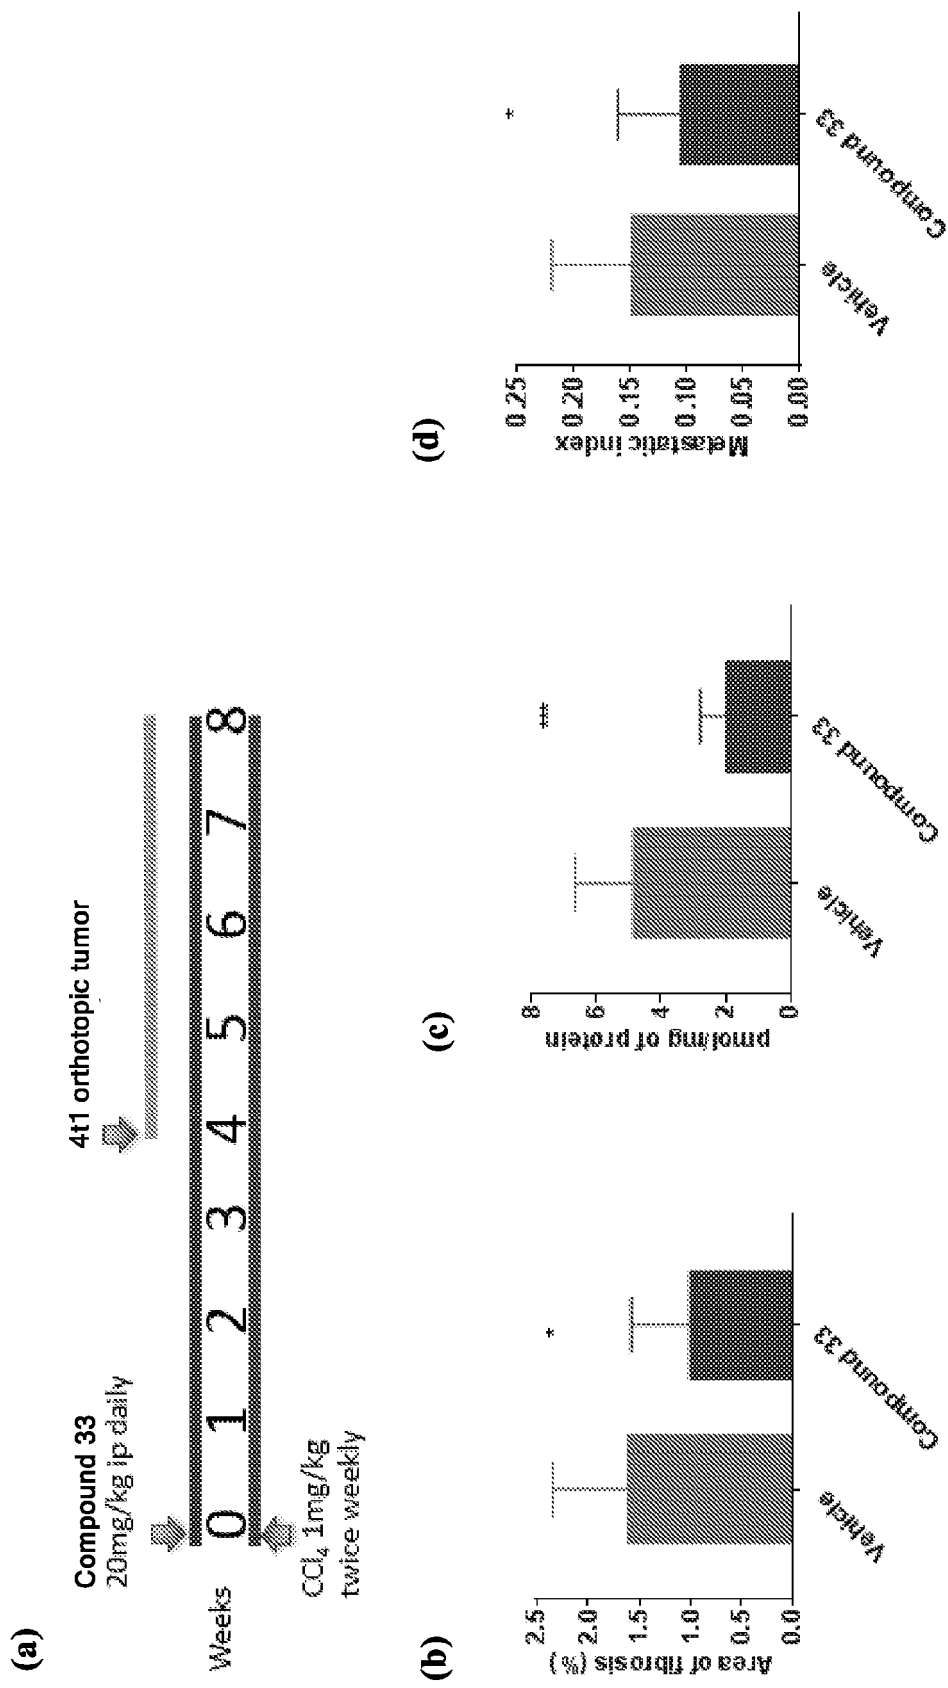 (a)
Compound 33
20mg/kg ip daily
4t1 orthotopic tumor
Weeks
0 1 2 3 4 5 6 7 8
CCl₄ 1mg/kg
twice weekly
(b)
Area of fibrosis (%)
2.5
2.0
1.5
1.0
0.5
0.0
*
Vehicle
Compound 33
(c)
pmol/mg of protein
8
6
4
2
0
**
Vehicle
Compound 33
(d)
Metastatic index
0.25
0.20
0.15
0.10
0.05
0.00
*
Vehicle
Compound 33